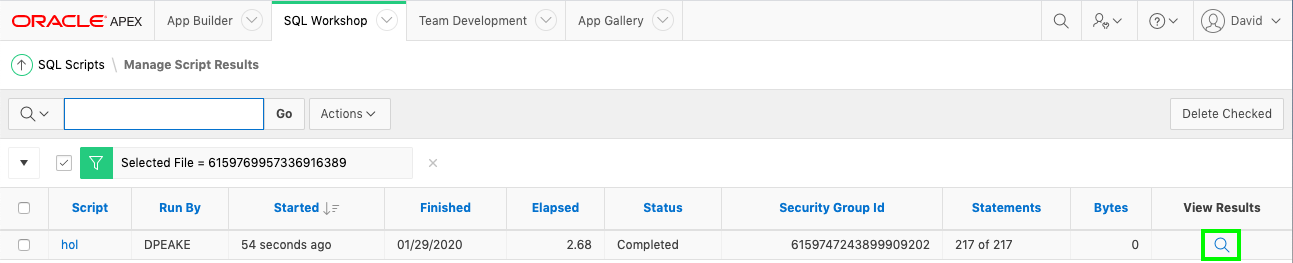 ORACLE APEX App Builder SQL Workshop Team Development App Gallery David
SQL Scripts \ Manage Script Results
Go Actions Delete Checked
Selected File = 6159769957336916389
Script Run By Started Finished Elapsed Status Security Group Id Statements Bytes View Results
hol DPEAKE 54 seconds ago 01/29/2020 2.68 Completed 6159747243899909202 217 of 217 0